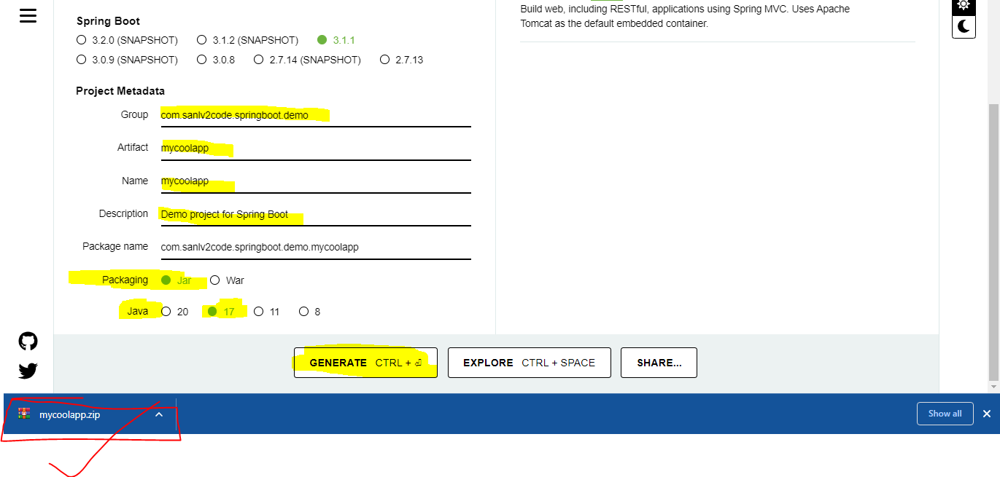 Spring Boot
3.2.0 (SNAPSHOT) 3.1.2 (SNAPSHOT) 3.1.1
3.0.9 (SNAPSHOT) 3.0.8 2.7.14 (SNAPSHOT) 2.7.13
Project Metadata
Group com.sanlv2code.springboot.demo
Artifact mycoolapp
Name mycoolapp
Description Demo project for Spring Boot
Package name com.sanlv2code.springboot.demo.mycoolapp
Packaging Jar War
Java 20 17 11 8
Build web, including RESTful, applications using Spring MVC. Uses Apache
Tomcat as the default embedded container.
GENERATE CTRL + ⏎ EXPLORE CTRL + SPACE SHARE...
mycoolapp.zip Show all